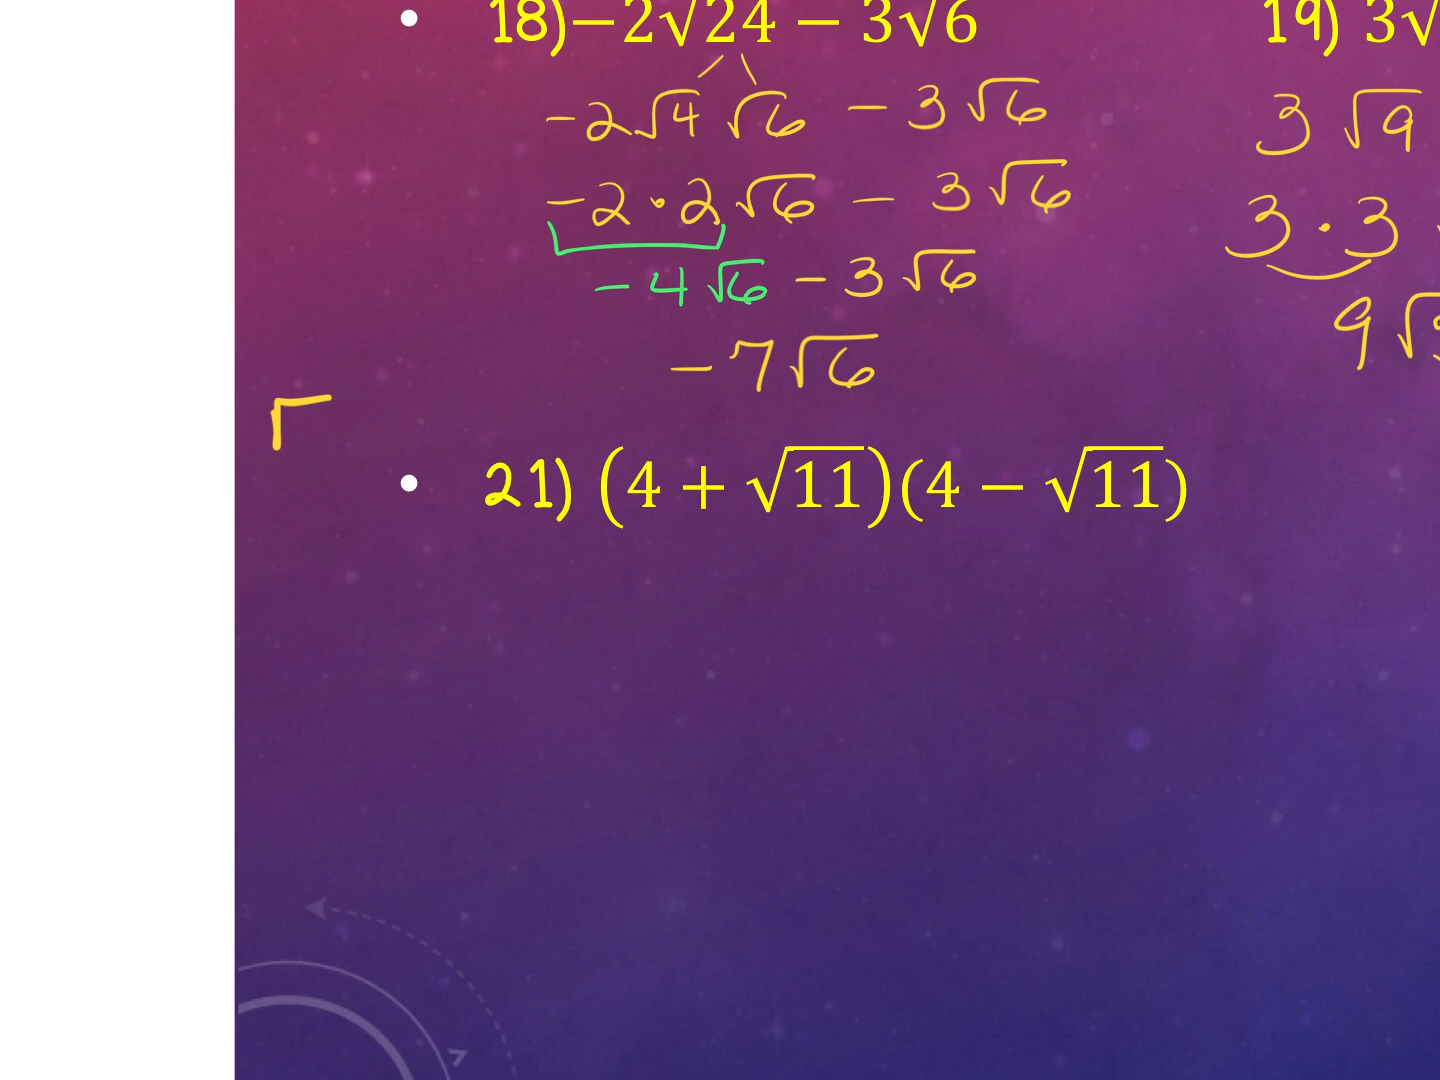 • 18) −2√24 − 3√6
-2√4 √6 - 3√6
-2 · 2√6 - 3√6
-4√6 - 3√6
-7√6
19) 3√
3√9
3 · 3
9√
• 21) (4 + √11)(4 − √11)